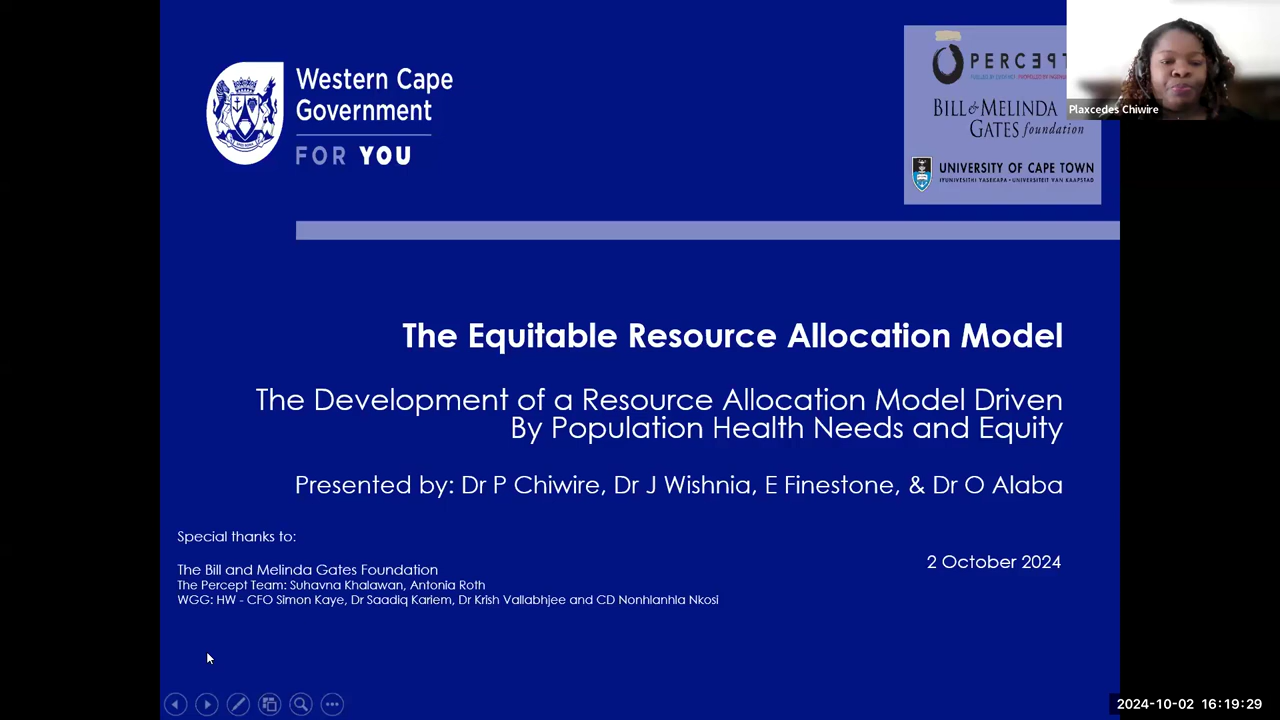 Western Cape
Government
FOR YOU
PERCEPT
BILL & MELINDA
GATES foundation
UNIVERSITY OF CAPE TOWN
IYUNIVESITHI YASEKAPA • UNIVERSITEIT VAN KAAPSTAD
Plaxcedes Chiwire
The Equitable Resource Allocation Model
The Development of a Resource Allocation Model Driven
By Population Health Needs and Equity
Presented by: Dr P Chiwire, Dr J Wishnia, E Finestone, & Dr O Alaba
Special thanks to:
2 October 2024
The Bill and Melinda Gates Foundation
The Percept Team: Suhavna Khalawan, Antonia Roth
WGG: HW - CFO Simon Kaye, Dr Saadiq Kariem, Dr Krish Vallabhjee and CD Nonhlanhla Nkosi
2024-10-02 16:19:29